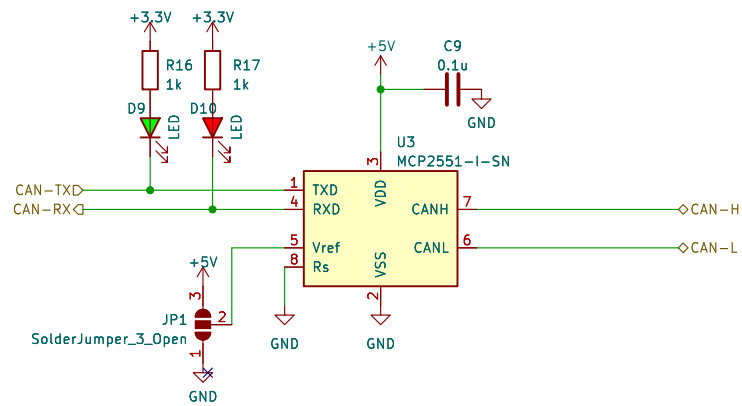 +3.3V +3.3V
+5V C9
R16 R17 0.1u
1k 1k
D9 D10
LED LED
GND
U3
MCP2551-I-SN
3
VDD
CAN-TX 1 TXD
CAN-RX 4 RXD CANH 7 CAN-H
5 Vref CANL 6 CAN-L
8 Rs VSS
+5V
2
3
JP1 2
SolderJumper_3_Open
GND GND
1
GND